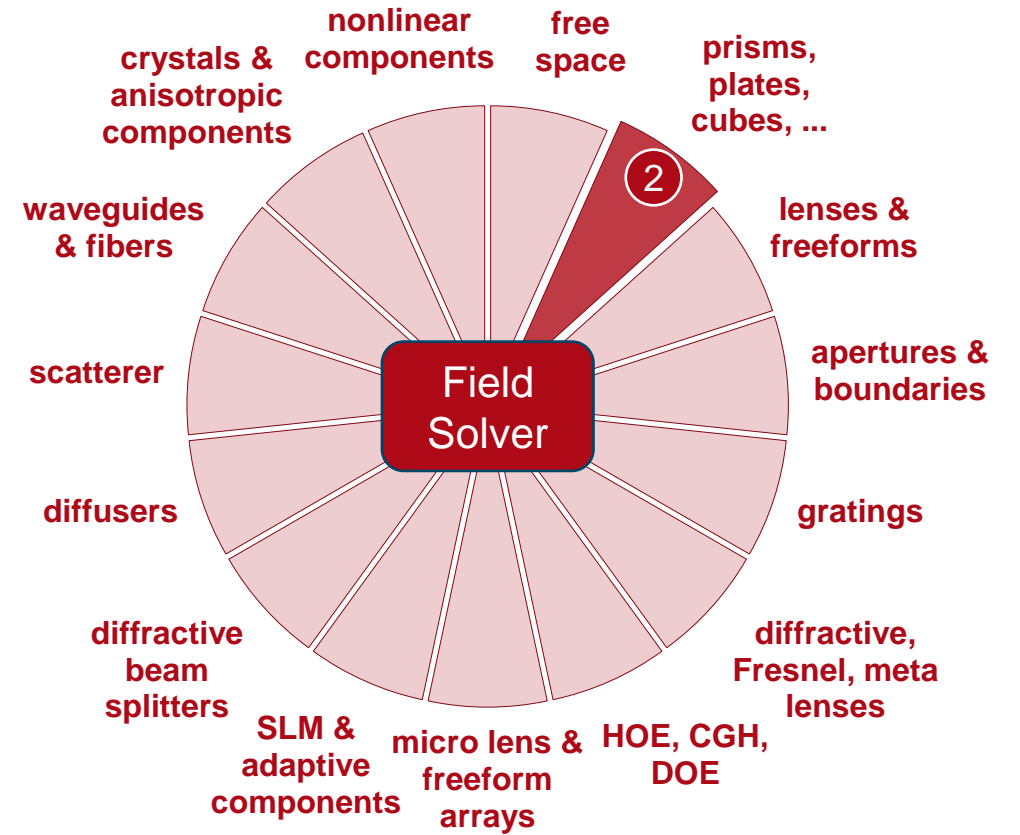 nonlinear
components
free
space
prisms,
plates,
cubes, ...
2
crystals &
anisotropic
components
lenses &
freeforms
waveguides
& fibers
apertures &
boundaries
scatterer
Field
Solver
gratings
diffusers
diffractive,
Fresnel, meta
lenses
diffractive
beam
splitters
HOE, CGH,
DOE
micro lens &
freeform
arrays
SLM &
adaptive
components